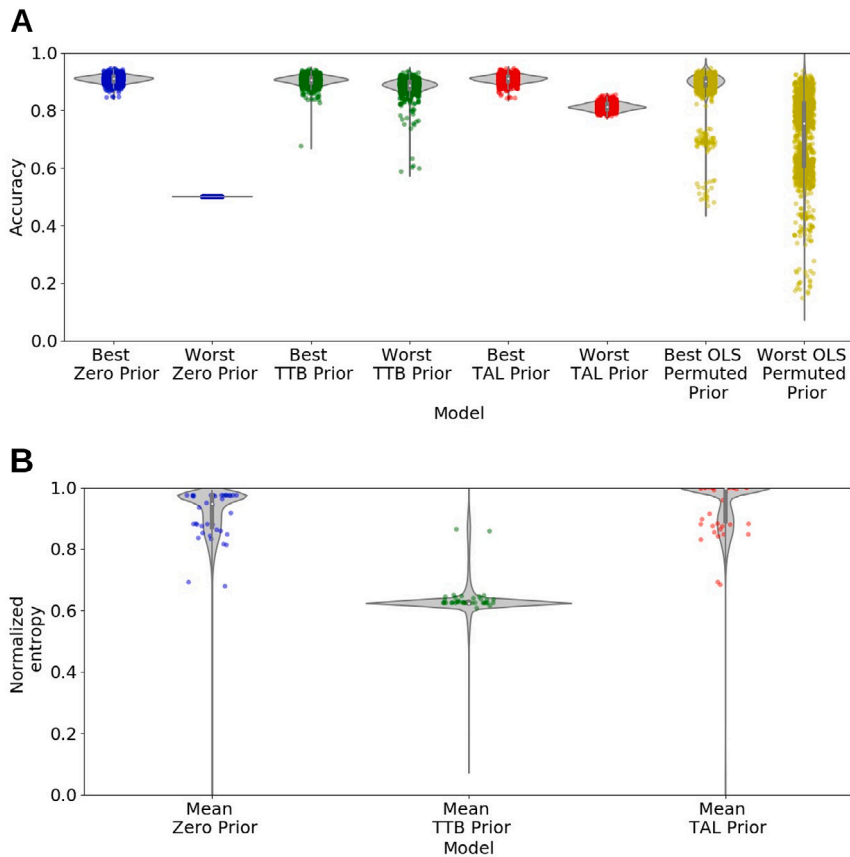 A
1.0
0.8
0.6
0.4
0.2
0.0
Accuracy
Best
Zero Prior
Worst
Zero Prior
Best
TTB Prior
Worst
TTB Prior
Best
TAL Prior
Worst
TAL Prior
Best OLS
Permuted
Prior
Worst OLS
Permuted
Prior
Model
B
1.0
0.8
0.6
0.4
0.2
0.0
Normalized
entropy
Mean
Zero Prior
Mean
TTB Prior
Mean
TAL Prior
Model